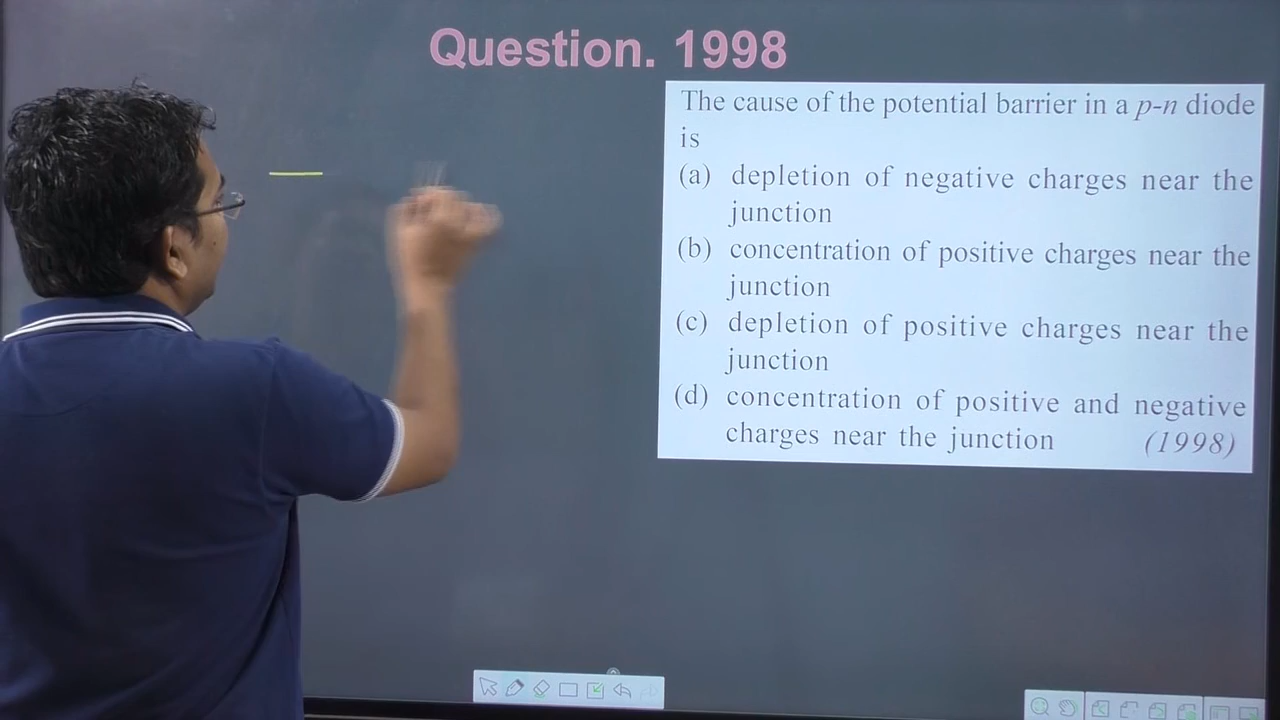 Question. 1998
The cause of the potential barrier in a p-n diode
is
(a) depletion of negative charges near the
junction
(b) concentration of positive charges near the
junction
(c) depletion of positive charges near the
junction
(d) concentration of positive and negative
charges near the junction (1998)